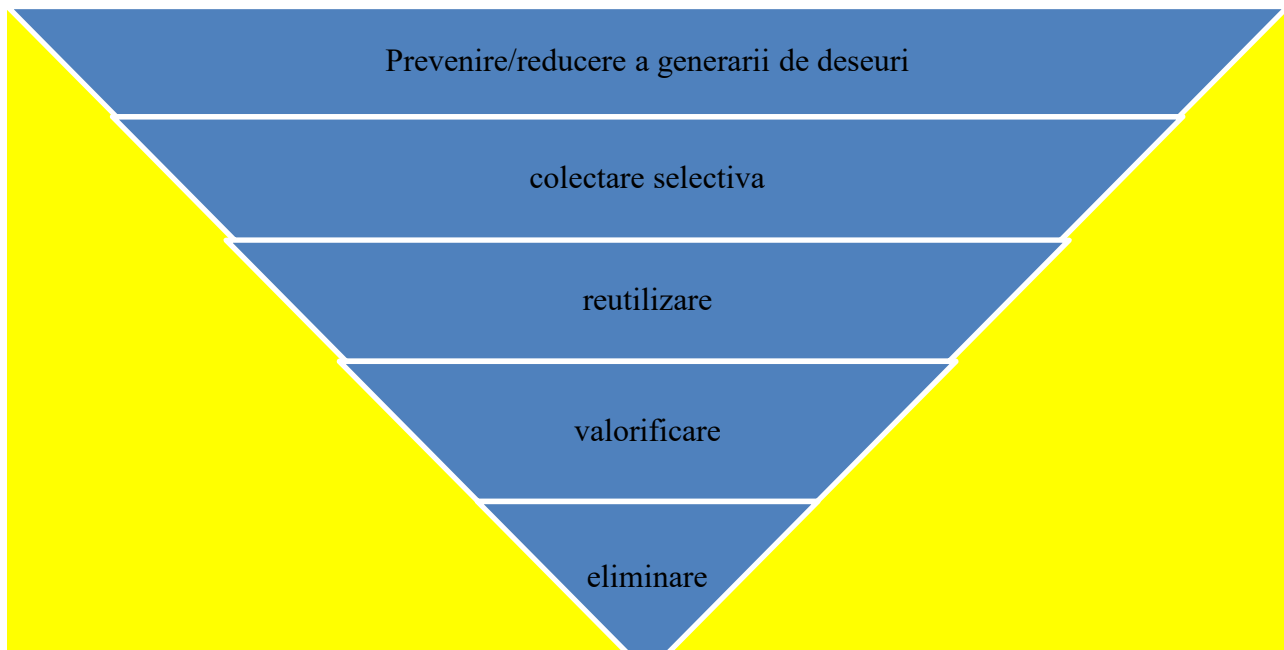 Prevenire/reducere a generarii de deseuri
colectare selectiva
reutilizare
valorificare
eliminare